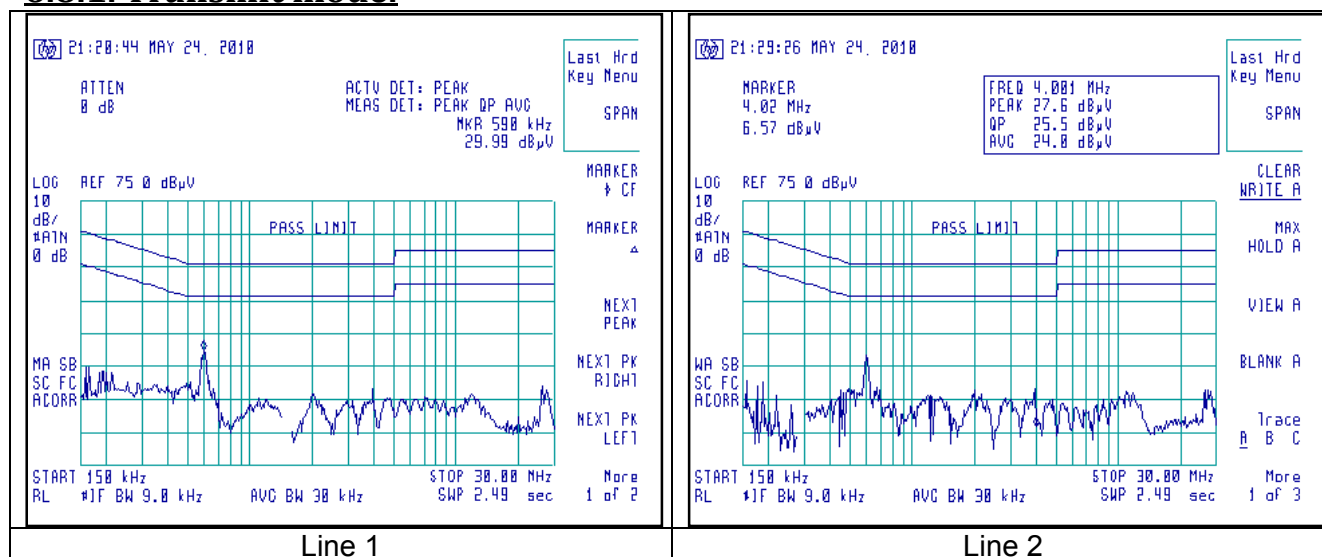 21:28:44 MAY 24, 2010
ATTEN
0 dB
ACTV DET: PEAK
MEAS DET: PEAK QP AVG
MKR 590 kHz
29.99 dBµV
LOG REF 75.0 dBµV
10
dB/
#ATN
0 dB
PASS LIMIT
MA SB
SC FC
ACORR
START 150 kHz STOP 30.00 MHz
RL #IF BW 9.0 kHz AVG BW 30 kHz SWP 2.49 sec
Last Hrd
Key Menu
SPAN
MARKER
CF
MARKER
Δ
NEXT
PEAK
NEXT PK
RIGHT
NEXT PK
LEFT
More
1 of 2
Line 1
21:29:26 MAY 24, 2010
MARKER
4.02 MHz
6.57 dBµV
FREQ 4.001 MHz
PEAK 27.6 dBµV
QP 25.5 dBµV
AVG 24.0 dBµV
LOG REF 75.0 dBµV
10
dB/
#ATN
0 dB
PASS LIMIT
WA SB
SC FC
ACORR
START 150 kHz STOP 30.00 MHz
RL #IF BW 9.0 kHz AVG BW 30 kHz SWP 2.49 sec
Last Hrd
Key Menu
SPAN
CLEAR
WRITE A
MAX
HOLD A
VIEW A
BLANK A
Trace
A B C
More
1 of 3
Line 2